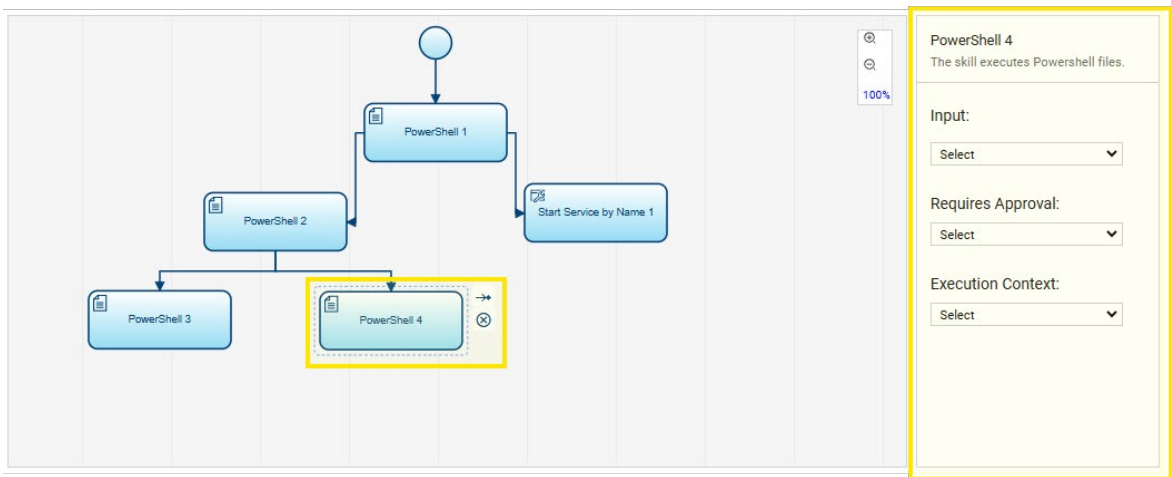 100%
PowerShell 1
PowerShell 2
Start Service by Name 1
PowerShell 3
PowerShell 4
PowerShell 4
The skill executes Powershell files.
Input:
Select
Requires Approval:
Select
Execution Context:
Select